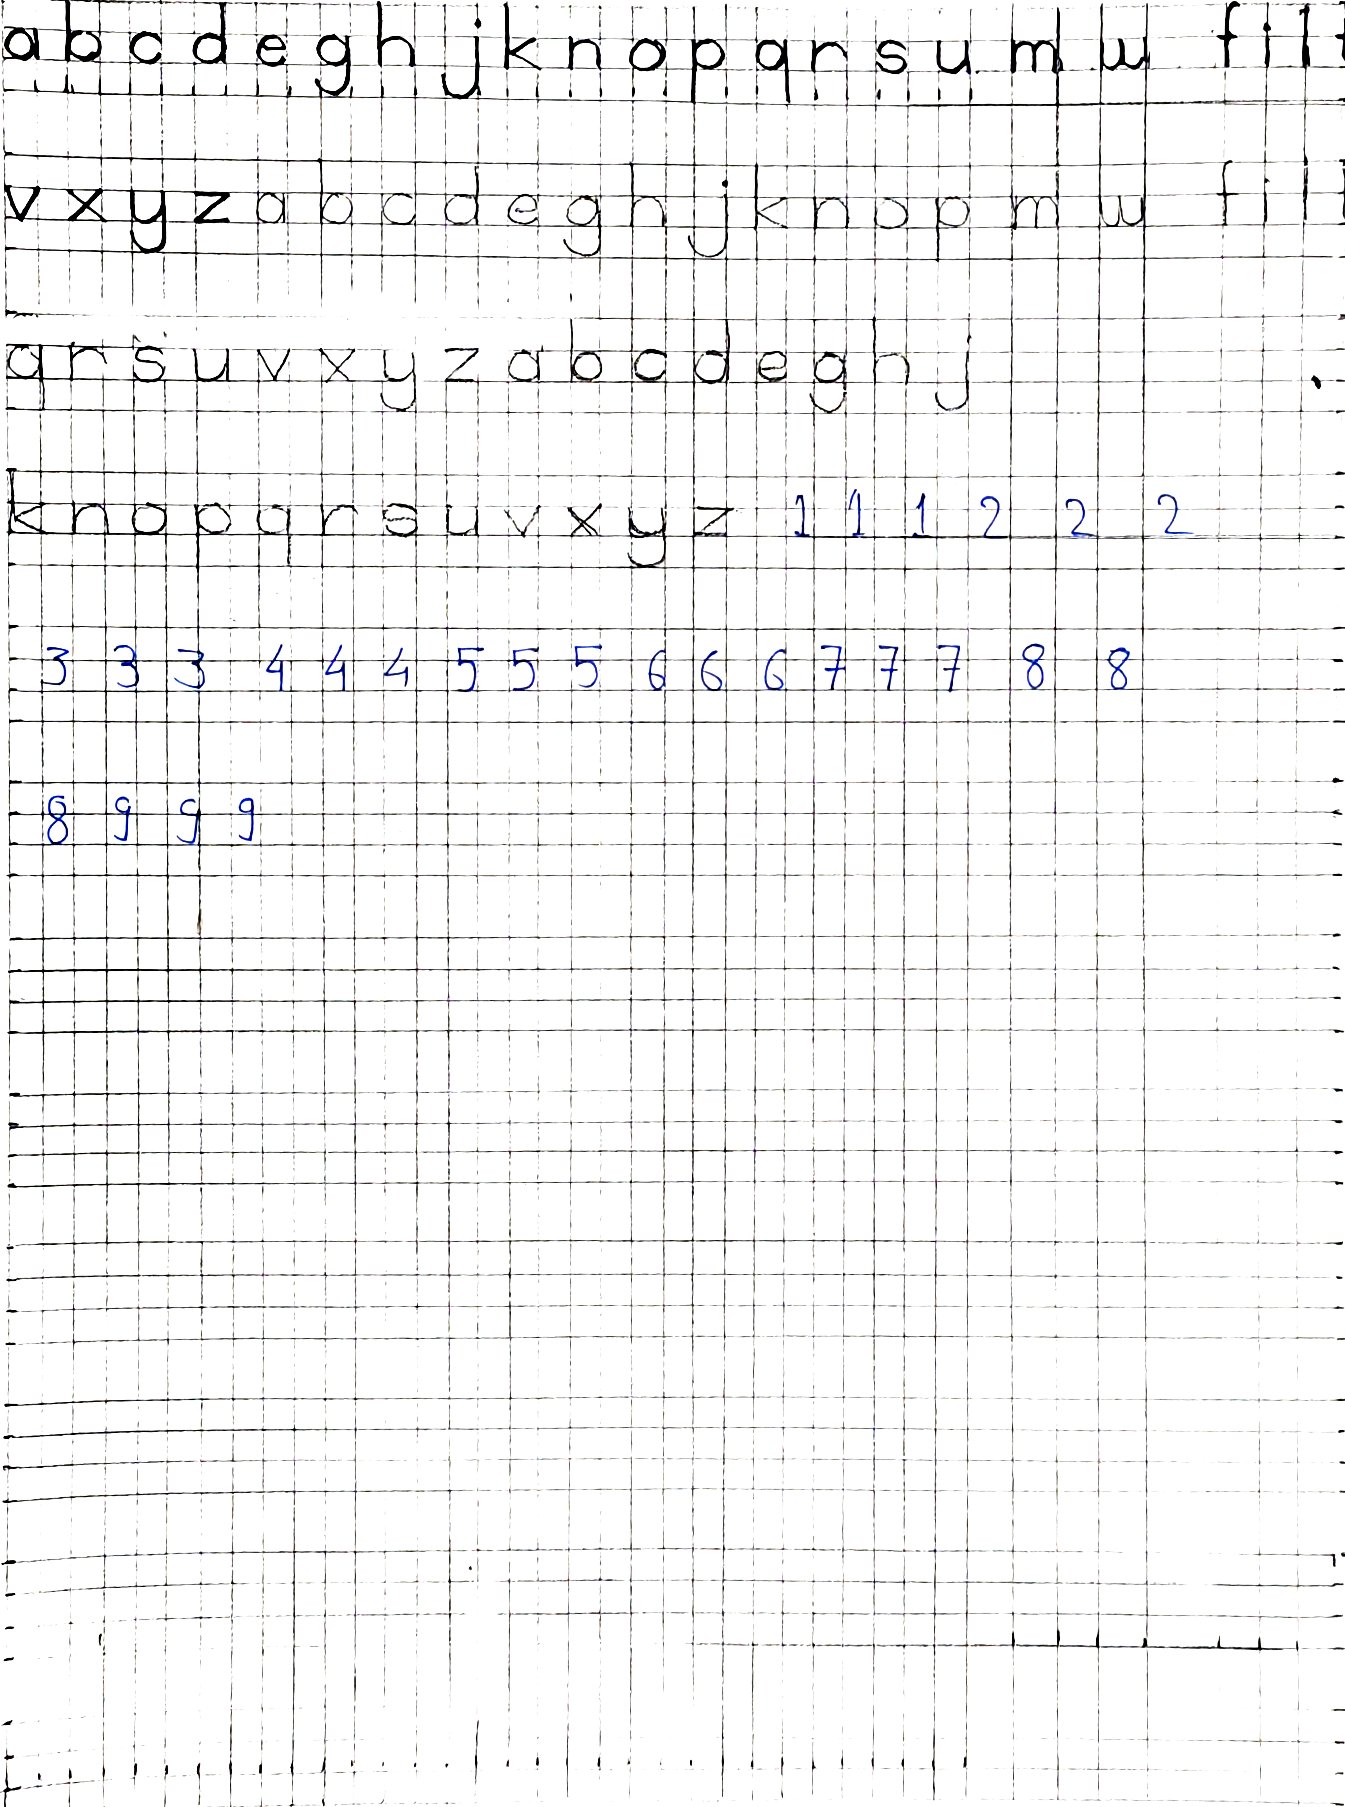 a b c d e g h j k n o p q r s u m w f i l t
v x y z a b c d e g h j k n o p m w f i l t
q r s u v x y z a b c d e g h j
k n o p q r s u v x y z 1 1 1 2 2 2
3 3 3 4 4 4 5 5 5 6 6 6 7 7 7 8 8
8 9 9 9